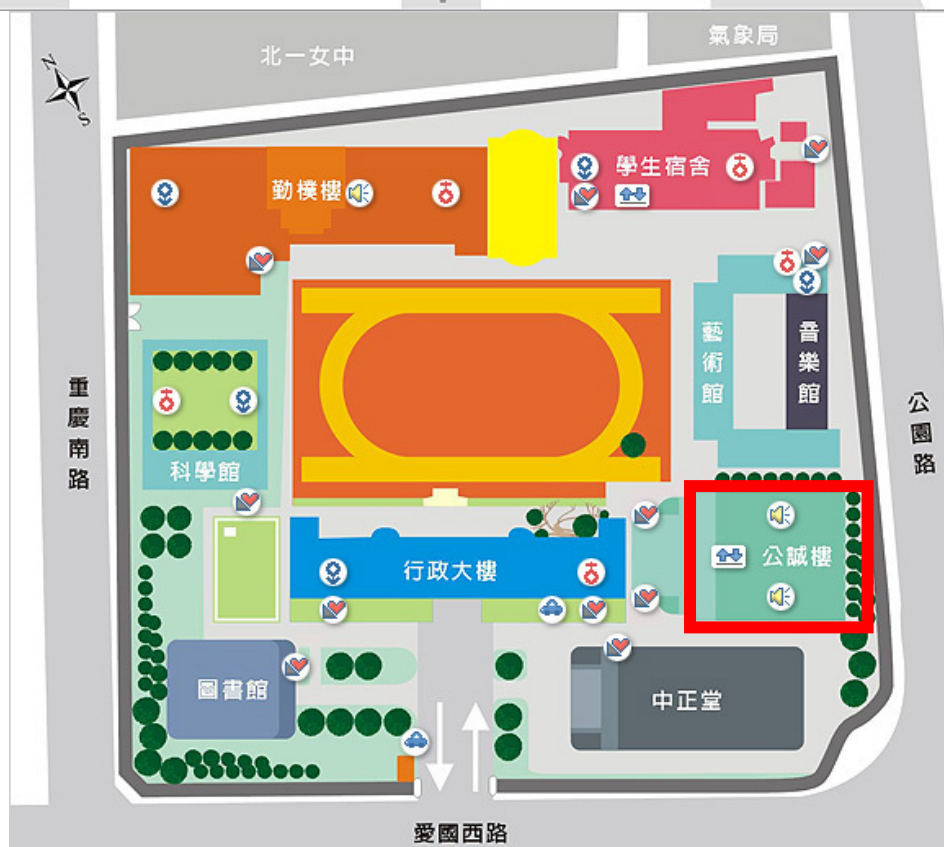 北一女中
氣象局
N
S
勤樸樓
學生宿舍
藝術館
音樂館
重慶南路
公園路
科學館
行政大樓
公誠樓
圖書館
中正堂
愛國西路